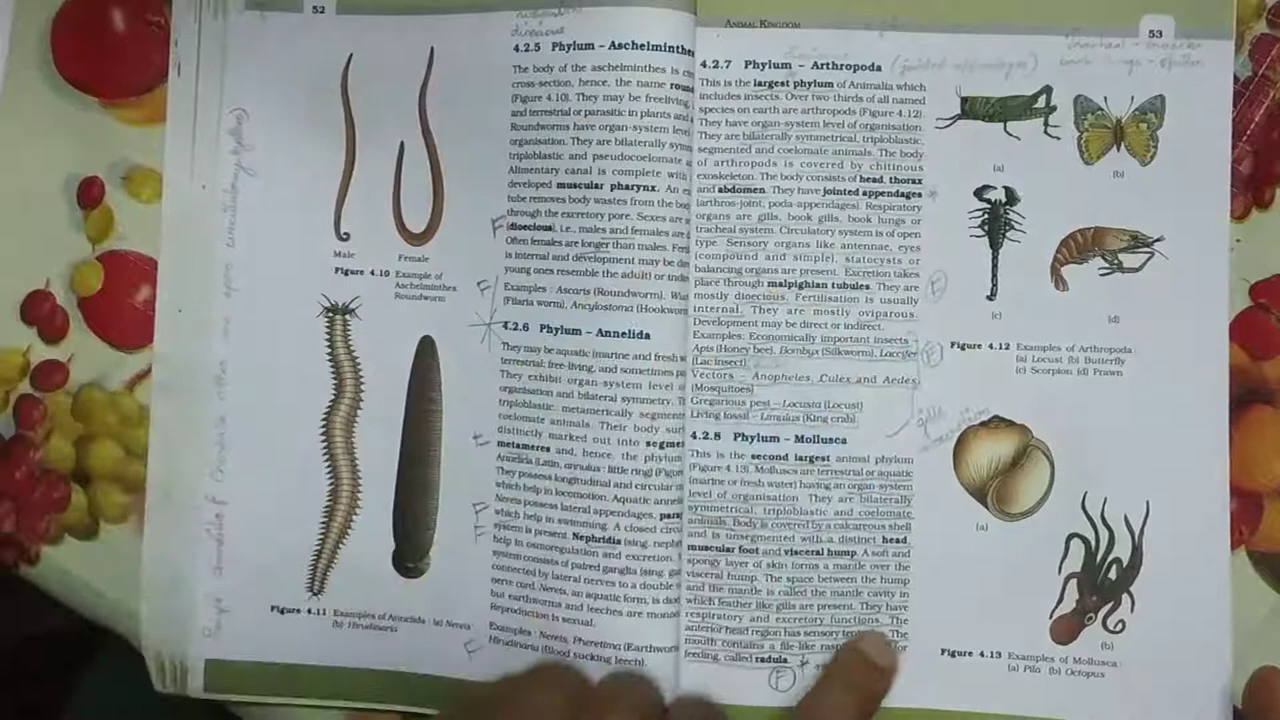 52
4.2.5 Phylum – Aschelminthe
The body of the aschelminthes is
cross-section, hence, the name roun
(Figure 4.10). They may be freeliving,
and terrestrial or parasitic in plants and
Roundworms have organ-system leve
organisation. They are bilaterally sym
triploblastic and pseudocoelomate
Alimentary canal is complete with
developed muscular pharynx. An
tube removes body wastes from the bo
through the excretory pore. Sexes are
(dioecious), i.e., males and females are
Often females are longer than males.
is internal and development may be
young ones resemble the adult) or
Examples : Ascaris (Roundworm),
(Filaria worm), Ancylostoma (Hookwor
Male
Female
Figure 4.10 Example of
Aschelminthes:
Roundworm
4.2.6 Phylum – Annelida
They may be aquatic (marine and fresh
terrestrial; free-living, and sometimes
They exhibit organ-system level
organisation and bilateral symmetry.
triploblastic, metamerically segment
coelomate animals. Their body sur
distinctly marked out into segme
metameres and, hence, the phylum
Annelida (Latin, annulus : little ring)
They possess longitudinal and circular
which help in locomotion. Aquatic anne
Nereis possess lateral appendages, para
which help in swimming. A closed circ
system is present. Nephridia (sing. neph
help in osmoregulation and excretion.
system consists of paired ganglia (sing.
connected by lateral nerves to a double
nerve cord. Nereis, an aquatic form, is
but earthworms and leeches are
Reproduction is sexual.
Examples : Nereis, Pheretima (Earthwor
Hirudinaria (Blood sucking leech).
Figure 4.11 Examples of Annelida : (a) Nereis
(b) Hirudinaria
ANIMAL KINGDOM
53
4.2.7 Phylum – Arthropoda
This is the largest phylum of Animalia which
includes insects. Over two-thirds of all named
species on earth are arthropods (Figure 4.12).
They have organ-system level of organisation.
They are bilaterally symmetrical, triploblastic,
segmented and coelomate animals. The body
of arthropods is covered by chitinous
exoskeleton. The body consists of head, thorax
and abdomen. They have jointed appendages
(arthros-joint, poda-appendages). Respiratory
organs are gills, book gills, book lungs or
tracheal system. Circulatory system is of open
type. Sensory organs like antennae, eyes
(compound and simple), statocysts or
balancing organs are present. Excretion takes
place through malpighian tubules. They are
mostly dioecious. Fertilisation is usually
internal. They are mostly oviparous.
Development may be direct or indirect.
Examples: Economically important insects –
Apis (Honey bee), Bombyx (Silkworm), Laccifer
(Lac insect)
Vectors – Anopheles, Culex and Aedes
(Mosquitoes)
Gregarious pest – Locusta (Locust)
Living fossil – Limulus (King crab).
(a)
(b)
(c)
(d)
Figure 4.12 Examples of Arthropoda :
(a) Locust (b) Butterfly
(c) Scorpion (d) Prawn
4.2.8 Phylum – Mollusca
This is the second largest animal phylum
(Figure 4.13). Molluscs are terrestrial or aquatic
(marine or fresh water) having an organ-system
level of organisation. They are bilaterally
symmetrical, triploblastic and coelomate
animals. Body is covered by a calcareous shell
and is unsegmented with a distinct head,
muscular foot and visceral hump. A soft and
spongy layer of skin forms a mantle over the
visceral hump. The space between the hump
and the mantle is called the mantle cavity in
which feather like gills are present. They have
respiratory and excretory functions. The
anterior head region has sensory The
mouth contains a file-like
feeding, called radula.
(a)
(b)
Figure 4.13 Examples of Mollusca :
(a) Pila (b) Octopus